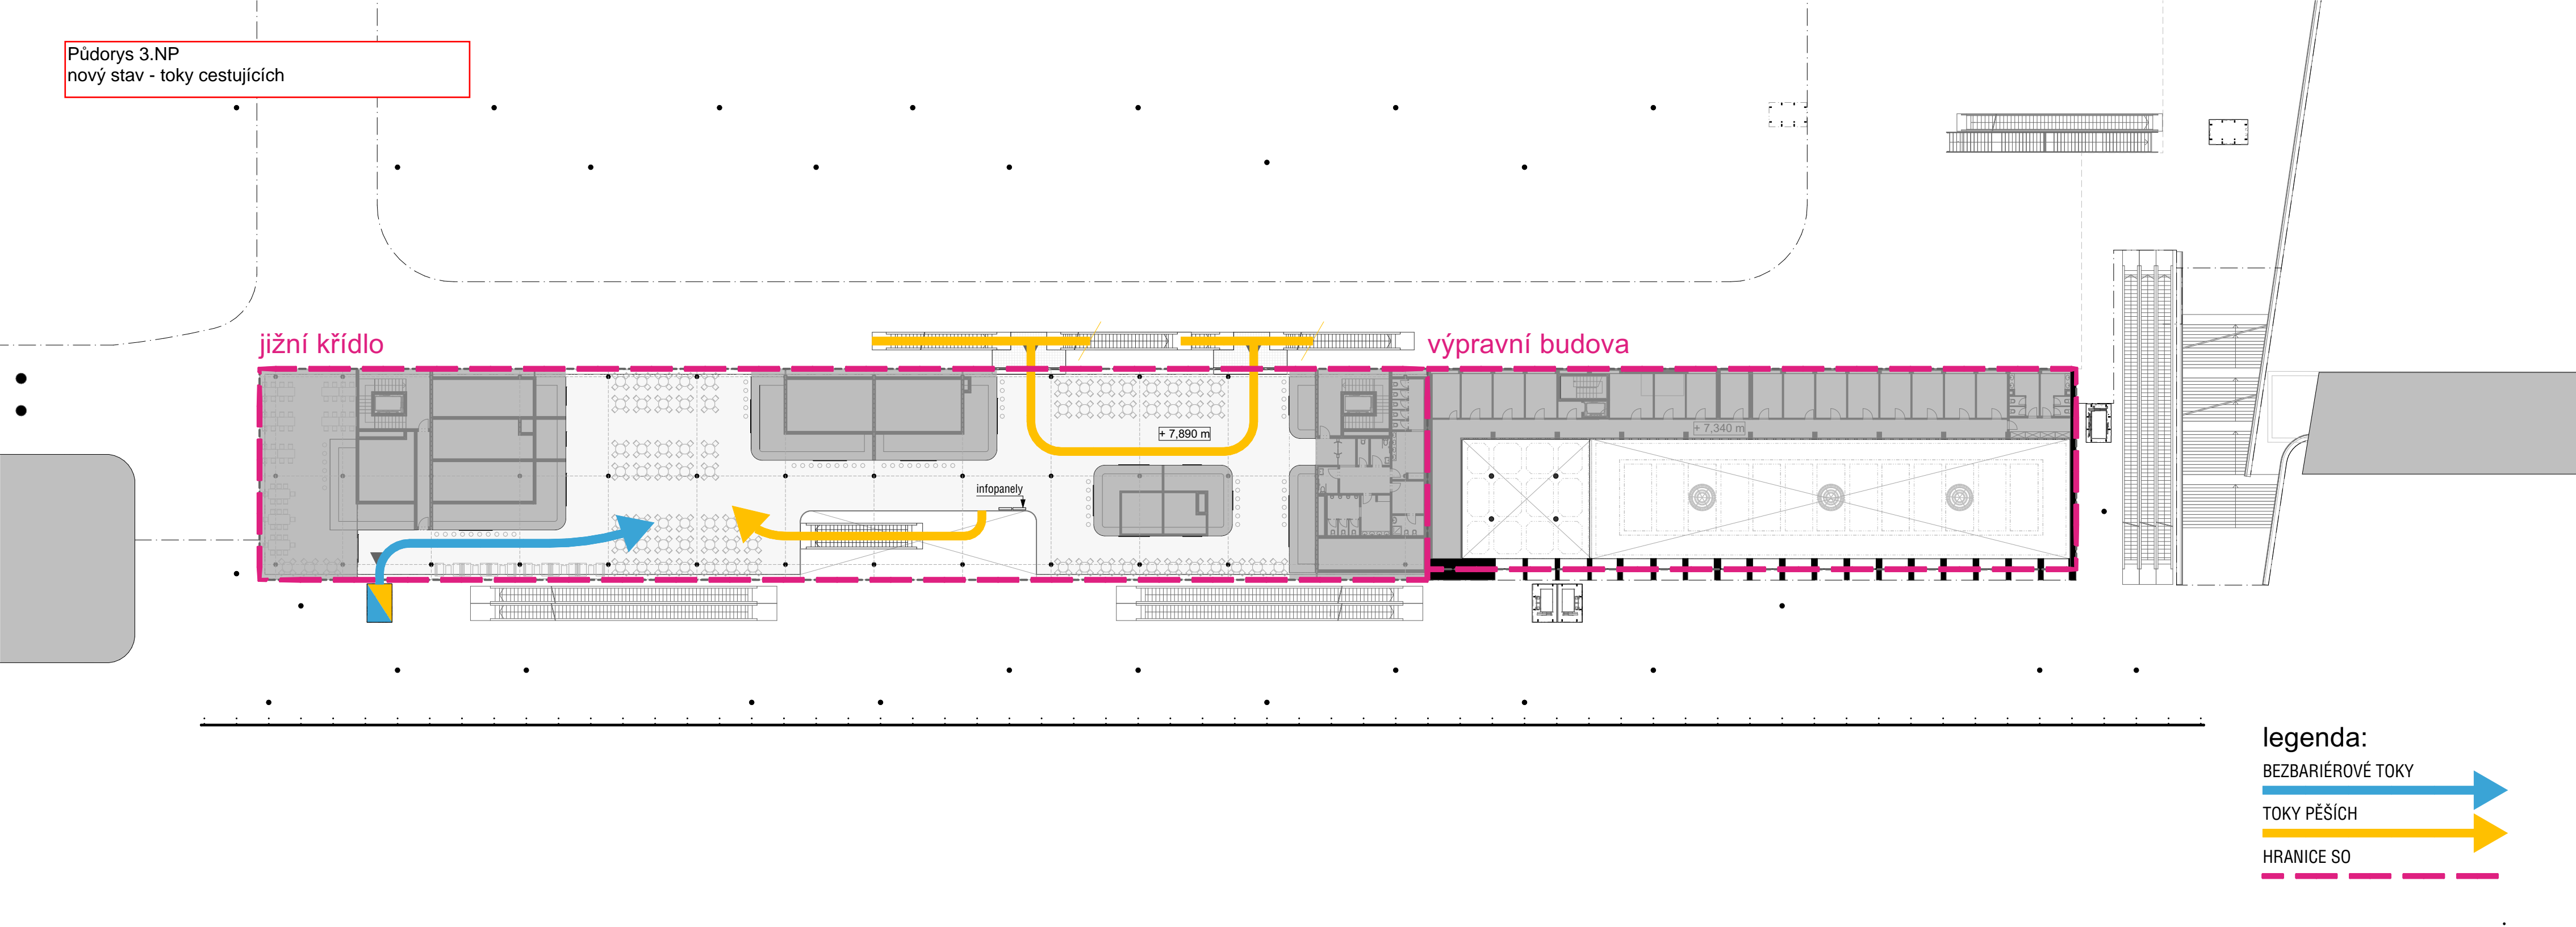 Půdorys 3.NP
nový stav - toky cestujících
jižní křídlo
výpravní budova
+ 7,890 m
+ 7,340 m
infopanely
legenda:
BEZBARIÉROVÉ TOKY
TOKY PĚŠÍCH
HRANICE SO